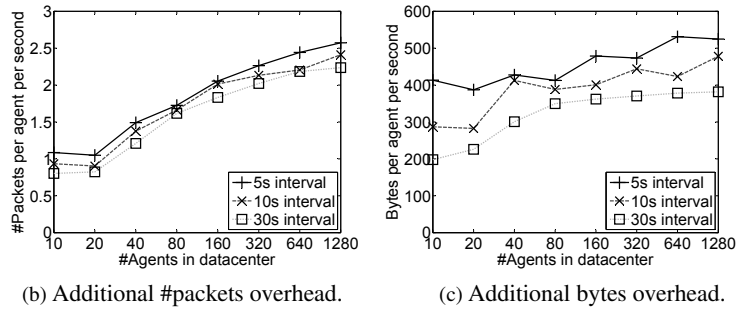 3
2.5
2
1.5
1
0.5
0
10 20 40 80 160 320 640 1280
#Packets per agent per second
#Agents in datacenter
5s interval
10s interval
30s interval
(b) Additional #packets overhead.
600
500
400
300
200
100
0
10 20 40 80 160 320 640 1280
Bytes per agent per second
#Agents in datacenter
5s interval
10s interval
30s interval
(c) Additional bytes overhead.